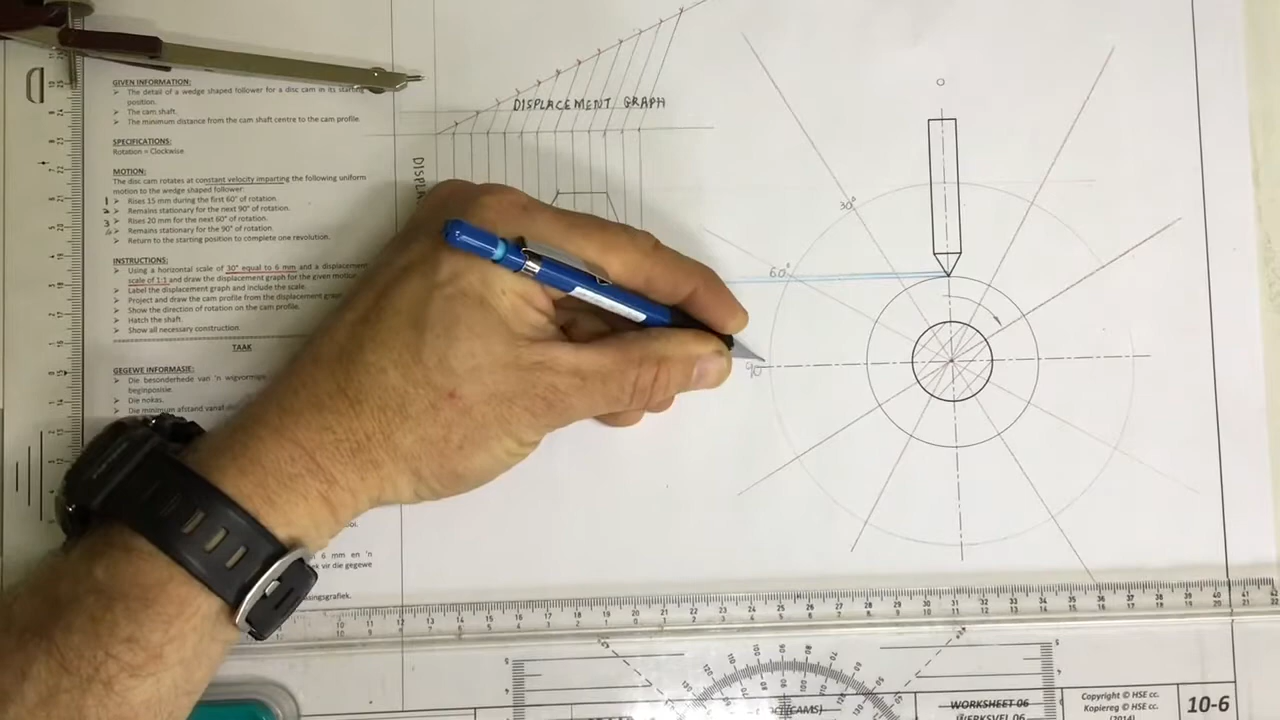 GIVEN INFORMATION:
The detail of a wedge shaped follower for a disc cam in its starting
position.
The cam shaft.
The minimum distance from the cam shaft centre to the cam profile.
SPECIFICATIONS:
Rotation = Clockwise.
MOTION:
The disc cam rotates at constant velocity imparting the following uniform
motion to the wedge shaped follower:
1 Rises 15 mm during the first 60° of rotation.
2 Remains stationary for the next 90° of rotation.
3 Rises 20 mm for the next 60° of rotation.
Remains stationary for the 90° of rotation.
Return to the starting position to complete one revolution.
INSTRUCTIONS:
Using a horizontal scale of 30° equal to 6 mm and a displacement
scale of 1:1 and draw the displacement graph for the given motion.
Label the displacement graph and include the scale.
Project and draw the cam profile from the displacement graph
Show the direction of rotation on the cam profile.
Hatch the shaft.
Show all necessary construction.
TAAK
GEGEWE INFORMASIE:
Die besonderhede van 'n wigvormige
beginposisie.
Die nokas.
Die minimum afstand vanaf
6 mm en 'n
vir die gegewe
DISPLACEMENT GRAPH
0
30°
60°
90
WORKSHEET 06
WERKSVEL 06
Copyright © HSE cc.
Kopiereg © HSE cc.
(2014)
10-6